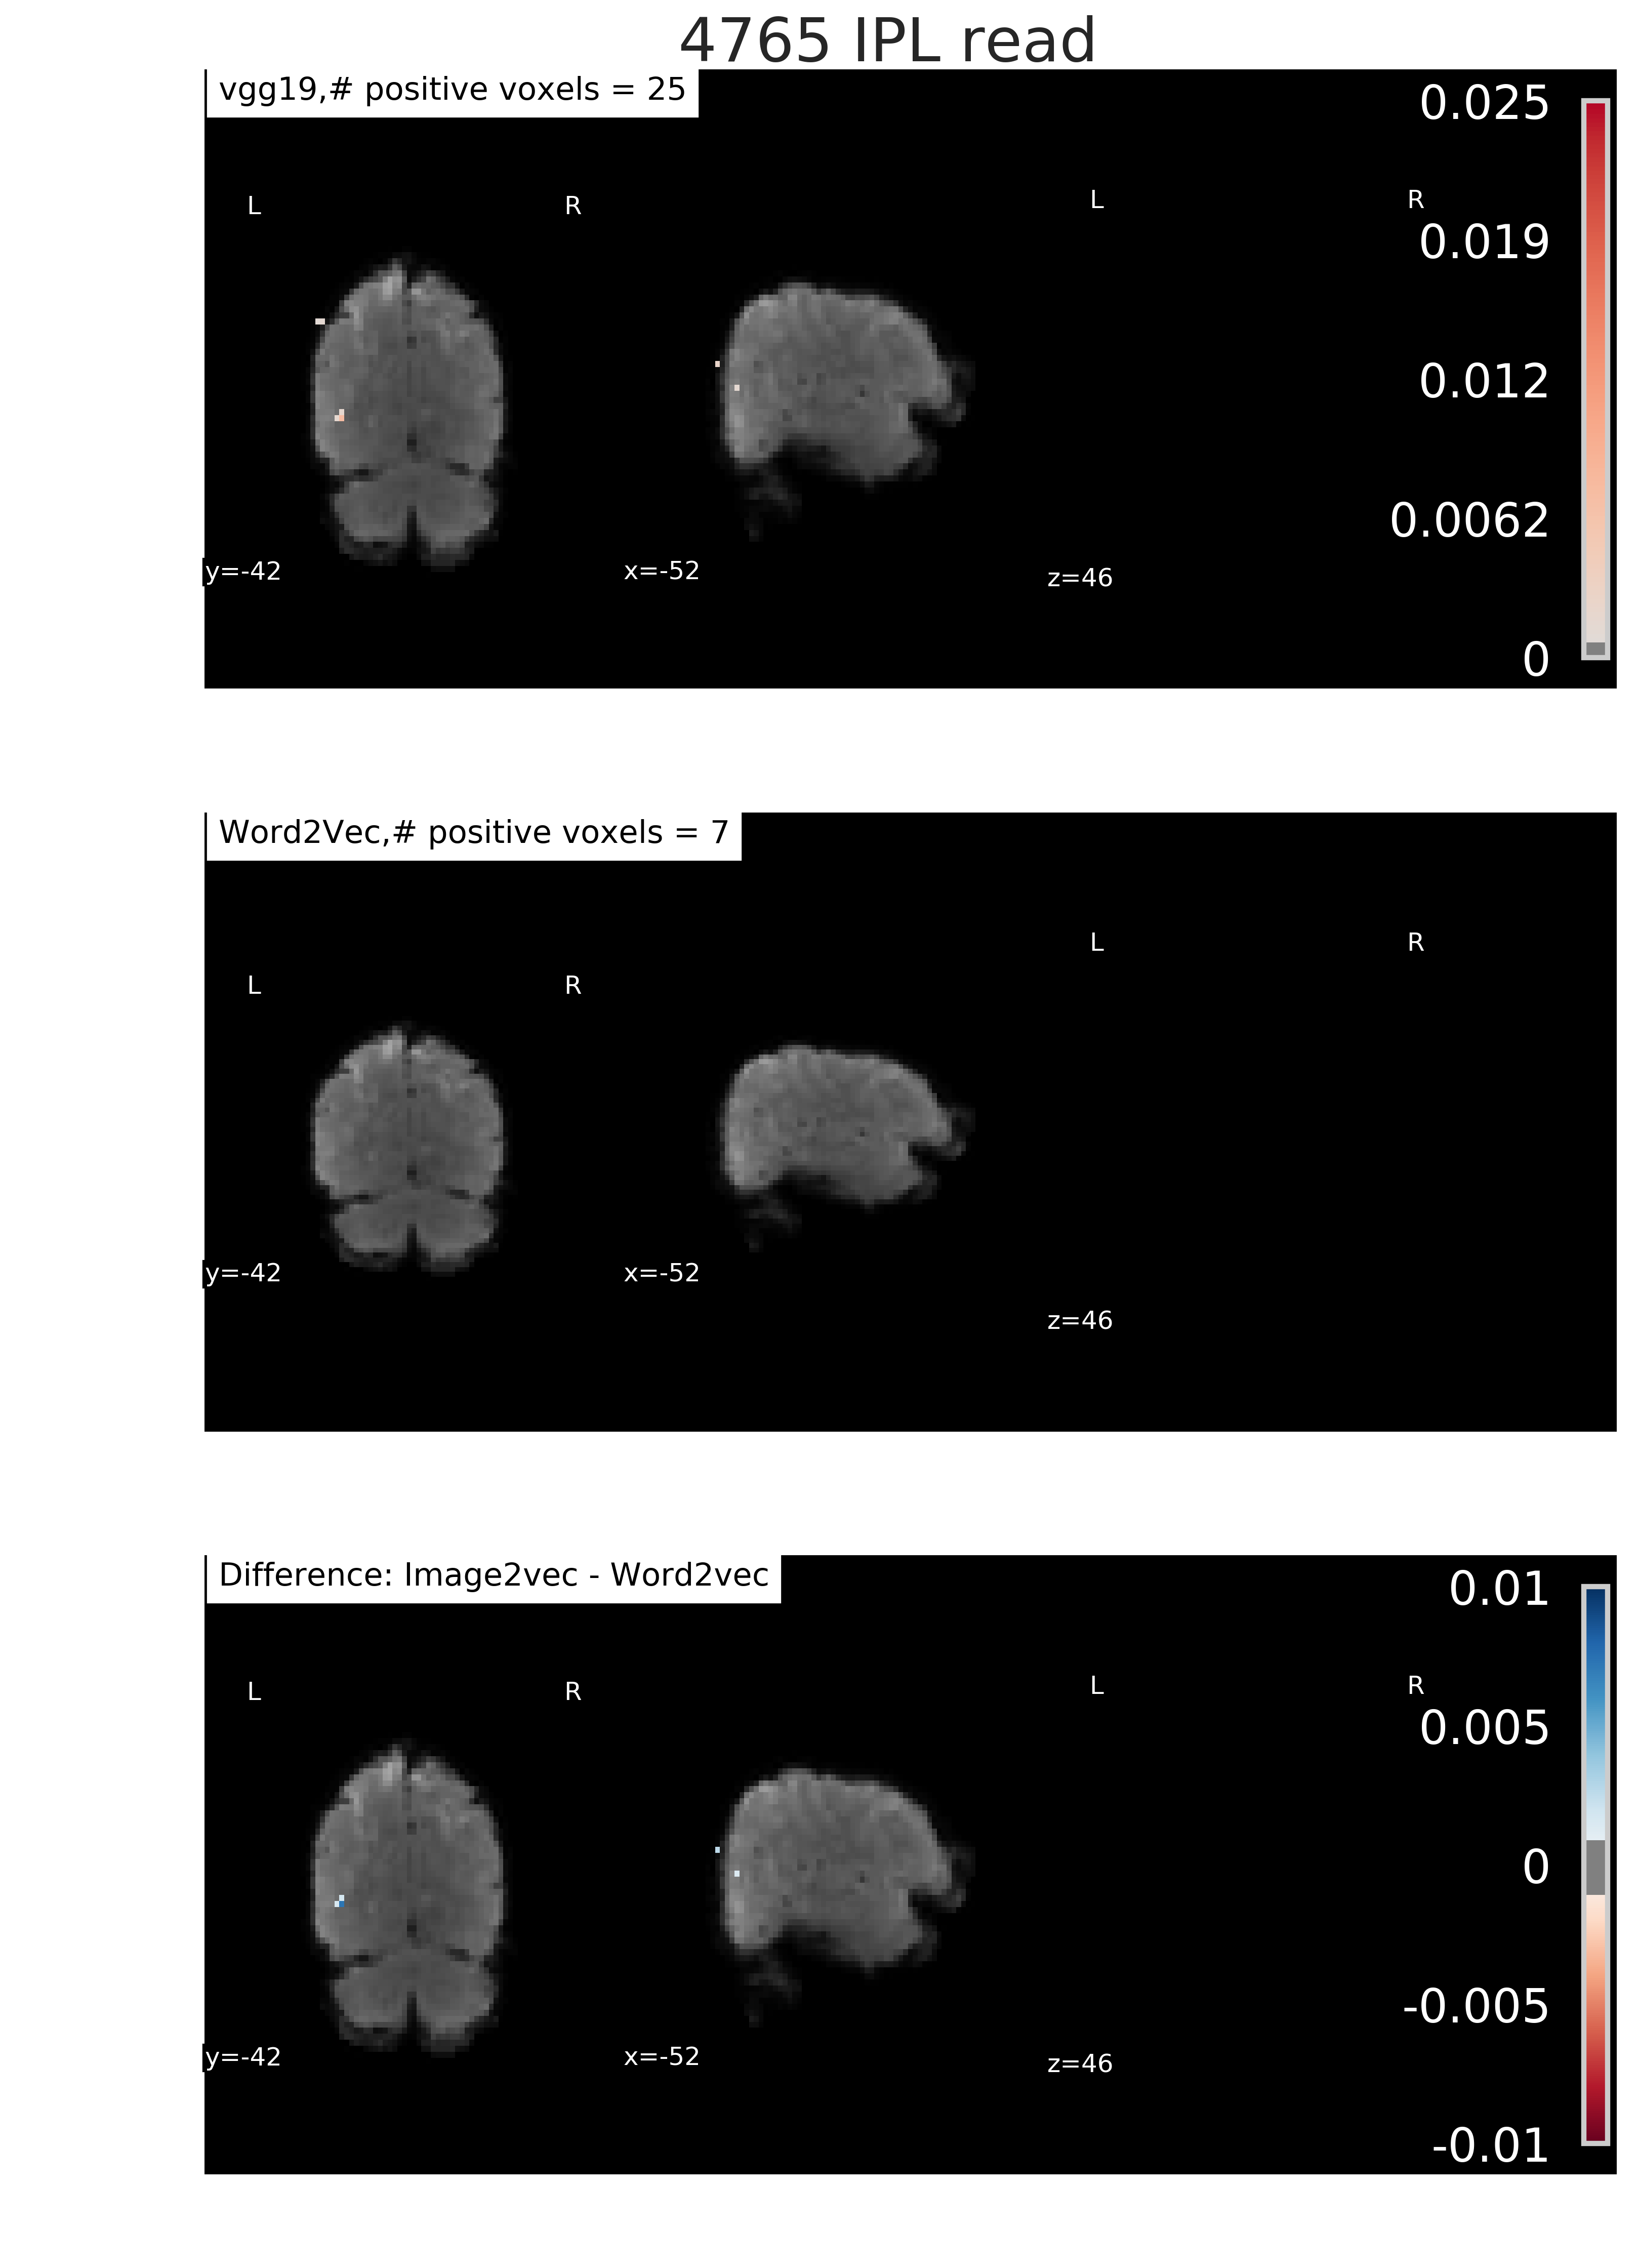 4765 IPL read
vgg19,# positive voxels = 25
0.025
L R L R
0.019
0.012
0.0062
y=-42 x=-52 z=46
0
Word2Vec,# positive voxels = 7
L R
L R
y=-42 x=-52
z=46
Difference: Image2vec - Word2vec
0.01
L R L R
0.005
0
-0.005
y=-42 x=-52 z=46
-0.01